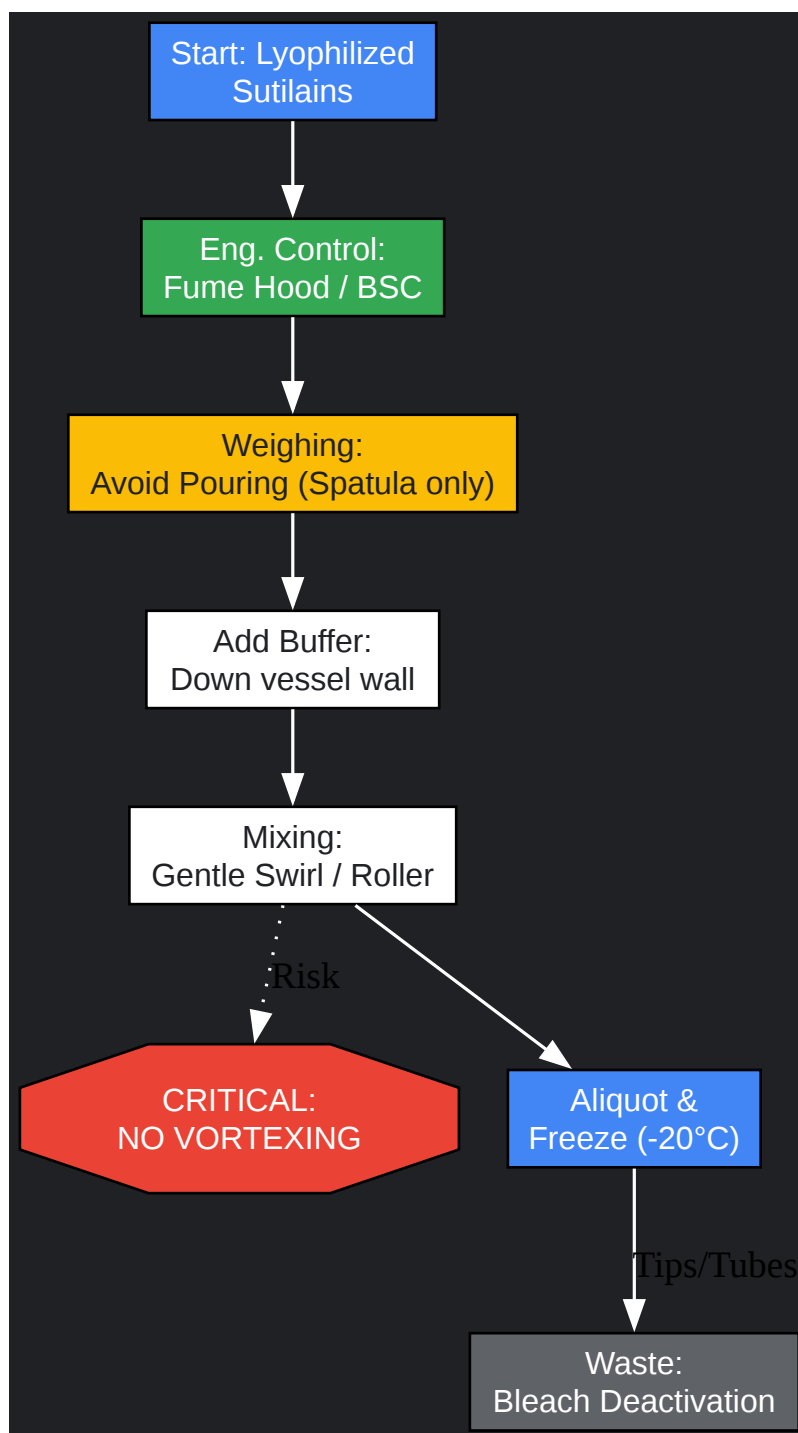 Start: Lyophilized
Sutilains
Eng. Control:
Fume Hood / BSC
Weighing:
Avoid Pouring (Spatula only)
Add Buffer:
Down vessel wall
Mixing:
Gentle Swirl / Roller
Risk
CRITICAL:
NO VORTEXING
Aliquot &
Freeze (-20°C)
Tips/Tubes
Waste:
Bleach Deactivation